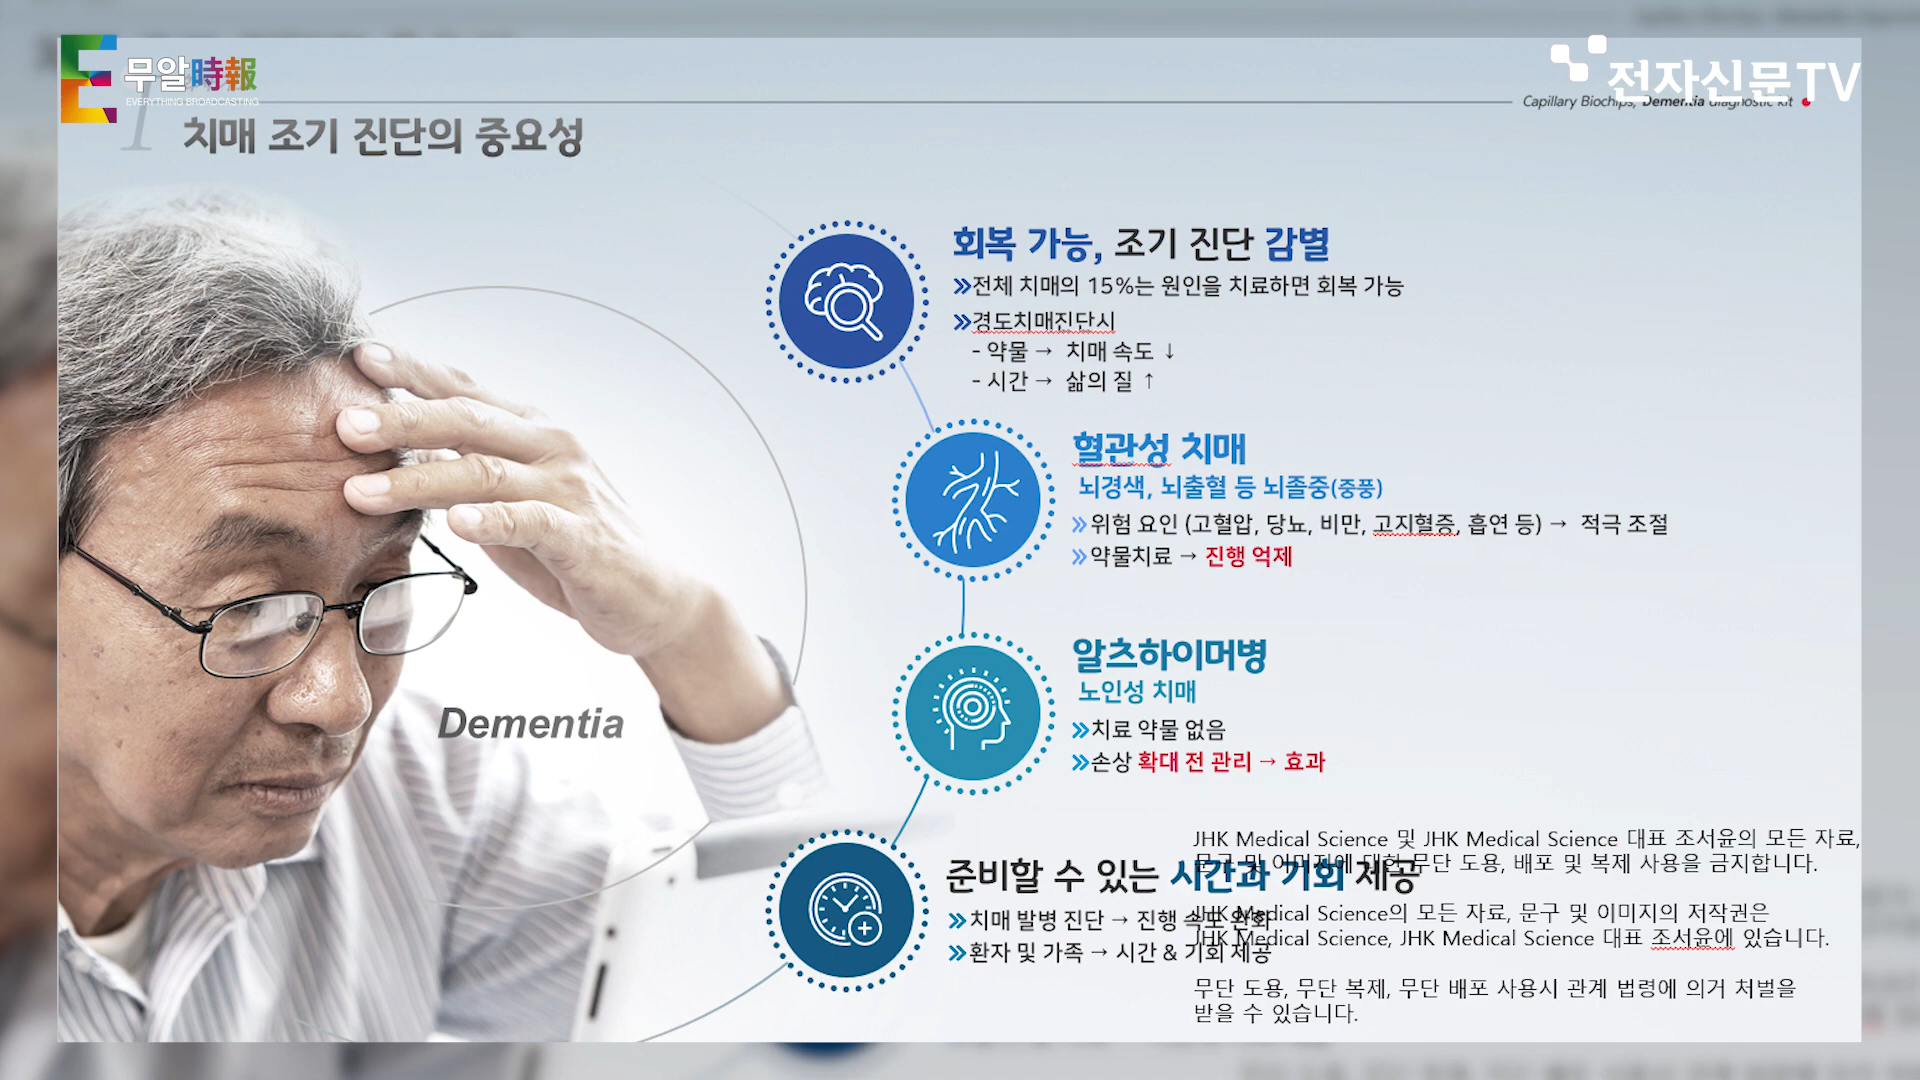 무알時報
EVERYTHING BROADCASTING
전자신문TV
Capillary Biochips, Dementia diagnostic kit
1 치매 조기 진단의 중요성
회복 가능, 조기 진단 감별
전체 치매의 15%는 원인을 치료하면 회복 가능
경도치매진단시
- 약물 → 치매 속도 ↓
- 시간 → 삶의 질 ↑
혈관성 치매
뇌경색, 뇌출혈 등 뇌졸중(중풍)
위험 요인 (고혈압, 당뇨, 비만, 고지혈증, 흡연 등) → 적극 조절
약물치료 → 진행 억제
알츠하이머병
노인성 치매
치료 약물 없음
손상 확대 전 관리 → 효과
Dementia
준비할 수 있는 시간과 기회 제공
치매 발병 진단 → 진행 속도 완화
환자 및 가족 → 시간 & 기회 제공
JHK Medical Science 및 JHK Medical Science 대표 조서윤의 모든 자료,
문구 및 이미지에 대한 무단 도용, 배포 및 복제 사용을 금지합니다.
JHK Medical Science의 모든 자료, 문구 및 이미지의 저작권은
JHK Medical Science, JHK Medical Science 대표 조서윤에 있습니다.
무단 도용, 무단 복제, 무단 배포 사용시 관계 법령에 의거 처벌을
받을 수 있습니다.